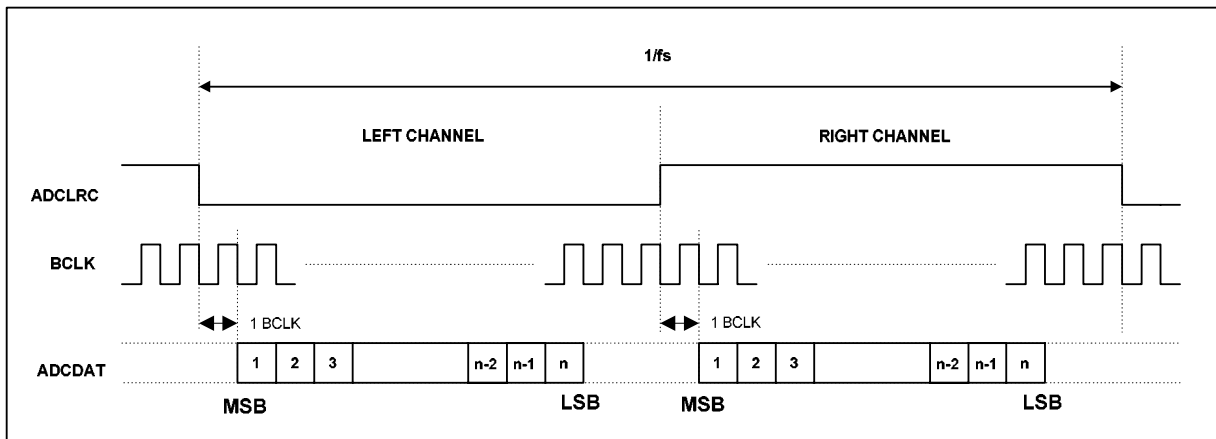 1/fs
LEFT CHANNEL RIGHT CHANNEL
ADCLRC
BCLK
1 BCLK 1 BCLK
ADCDAT 1 2 3 n-2 n-1 n 1 2 3 n-2 n-1 n
MSB LSB MSB LSB